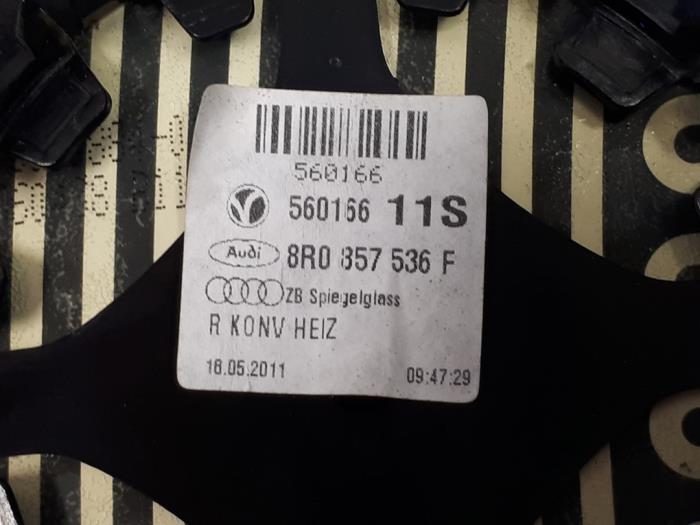 560166
560166 11S
Audi 8R0 857 536 F
ZB Spiegelglass
R KONV HEIZ
18.05.2011 09:47:29